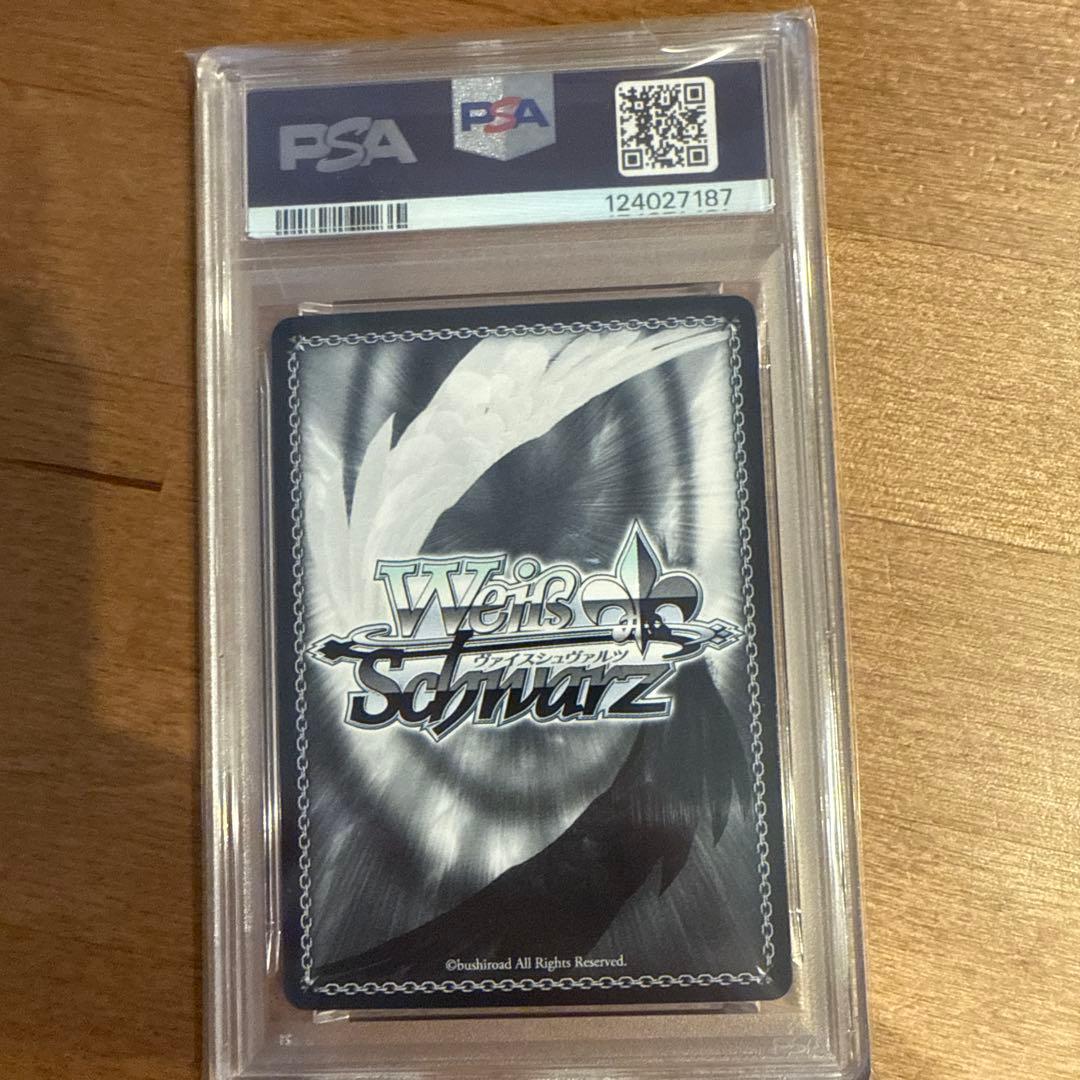 PSA
PSA
124027187
Weiß
ヴァイスシュヴァルツ
Schwarz
©bushiroad All Rights Reserved.
PSA